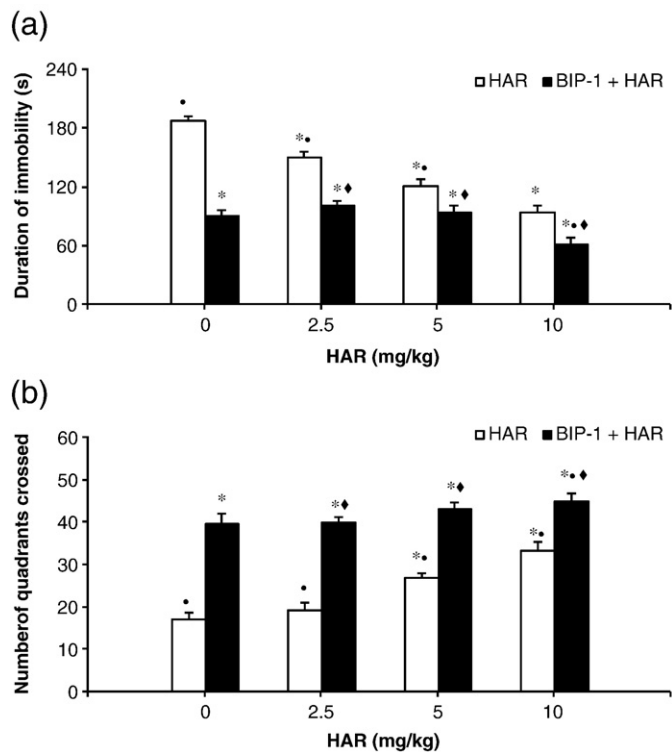 (a)
240
180
120
60
0
Duration of immobility (s)
HAR BIP-1 + HAR
•
*
*•
*♦
*•
*♦
*
*•♦
0 2.5 5 10
HAR (mg/kg)
(b)
60
50
40
30
20
10
0
Numberof quadrants crossed
HAR BIP-1 + HAR
•
*
•
*♦
*•
*♦
*•
*•♦
0 2.5 5 10
HAR (mg/kg)